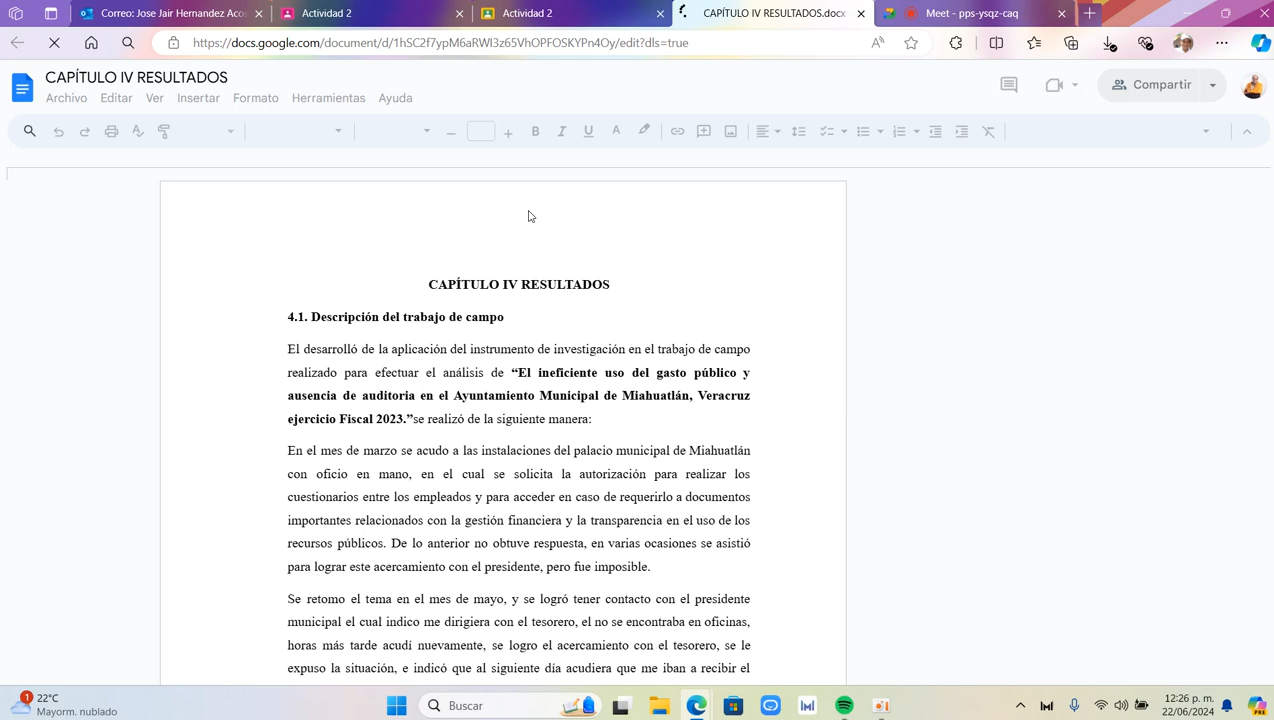 Correo: Jose Jair Hernandez Acos
Actividad 2
Actividad 2
CAPÍTULO IV RESULTADOS.docx
Meet - pps-ysqz-caq
https://docs.google.com/document/d/1hSC2f7ypM6aRWI3z65VhOPFOSKYPn4Oy/edit?dls=true
CAPÍTULO IV RESULTADOS
Archivo Editar Ver Insertar Formato Herramientas Ayuda
Compartir
CAPÍTULO IV RESULTADOS
4.1. Descripción del trabajo de campo
El desarrolló de la aplicación del instrumento de investigación en el trabajo de campo
realizado para efectuar el análisis de “El ineficiente uso del gasto público y
ausencia de auditoria en el Ayuntamiento Municipal de Miahuatlán, Veracruz
ejercicio Fiscal 2023.”se realizó de la siguiente manera:
En el mes de marzo se acudo a las instalaciones del palacio municipal de Miahuatlán
con oficio en mano, en el cual se solicita la autorización para realizar los
cuestionarios entre los empleados y para acceder en caso de requerirlo a documentos
importantes relacionados con la gestión financiera y la transparencia en el uso de los
recursos públicos. De lo anterior no obtuve respuesta, en varias ocasiones se asistió
para lograr este acercamiento con el presidente, pero fue imposible.
Se retomo el tema en el mes de mayo, y se logró tener contacto con el presidente
municipal el cual indico me dirigiera con el tesorero, el no se encontraba en oficinas,
horas más tarde acudí nuevamente, se logro el acercamiento con el tesorero, se le
expuso la situación, e indicó que al siguiente día acudiera que me iban a recibir el
1
22°C
Mayorm. nublado
Buscar
12:26 p. m.
22/06/2024
PRE